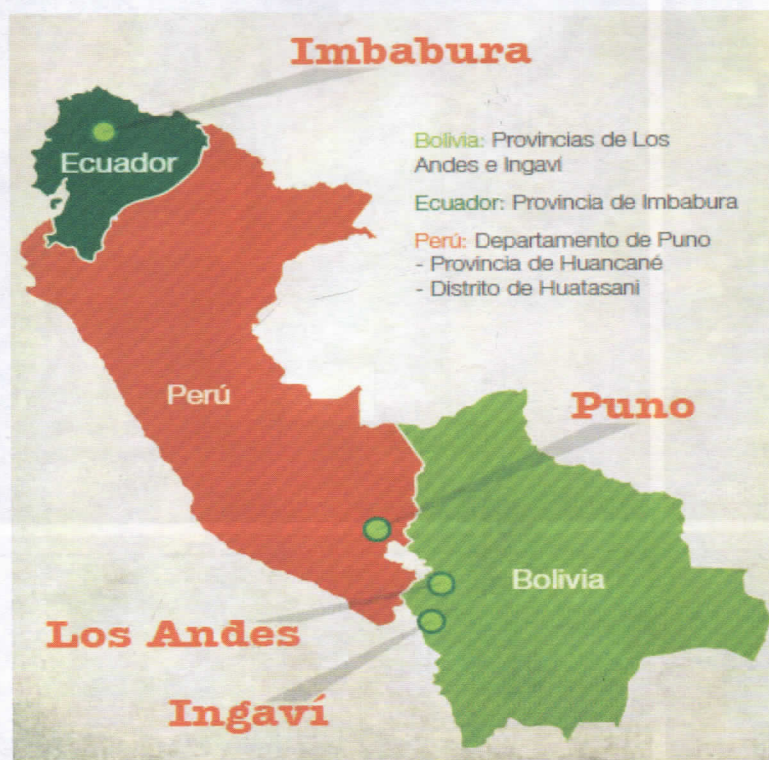 Imbabura
Ecuador
Bolivia: Provincias de Los
Andes e Ingavi
Ecuador: Provincia de Imbabura
Perú: Departamento de Puno
- Provincia de Huancané
- Distrito de Huatasani
Perú
Puno
Bolivia
Los Andes
Ingaví